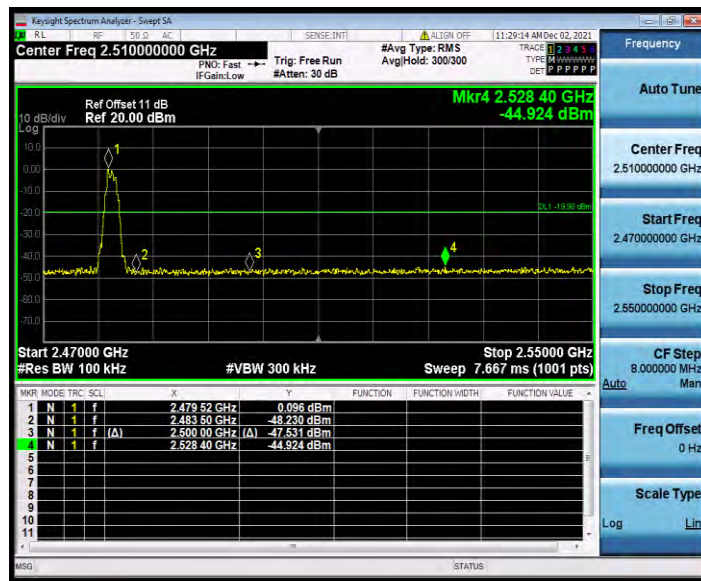 Keysight Spectrum Analyzer - Swept SA
LXI RL RF 50 Ω AC SENSE:INT ALIGN OFF 11:29:14 AM Dec 02, 2021
Center Freq 2.510000000 GHz
PNO: Fast
IFGain:Low
Trig: Free Run
#Atten: 30 dB
#Avg Type: RMS
Avg|Hold: 300/300
TRACE 1 2 3 4 5 6
TYPE M WWWWW
DET P P P P P P
Ref Offset 11 dB
Ref 20.00 dBm
10 dB/div
Log
Mkr4 2.528 40 GHz
-44.924 dBm
10.0
0.00
-10.0
-20.0
-30.0
-40.0
-50.0
-60.0
-70.0
1
2
3
4
DL1 -19.90 dBm
Start 2.47000 GHz Stop 2.55000 GHz
#Res BW 100 kHz #VBW 300 kHz Sweep 7.667 ms (1001 pts)
MKR MODE TRC SCL X Y FUNCTION FUNCTION WIDTH FUNCTION VALUE
1 N 1 f 2.479 52 GHz 0.096 dBm
2 N 1 f 2.483 50 GHz -48.230 dBm
3 N 1 f (Δ) 2.500 00 GHz (Δ) -47.531 dBm
4 N 1 f 2.528 40 GHz -44.924 dBm
5
6
7
8
9
10
11
MSG STATUS
Frequency
Auto Tune
Center Freq
2.510000000 GHz
Start Freq
2.470000000 GHz
Stop Freq
2.550000000 GHz
CF Step
8.000000 MHz
Auto Man
Freq Offset
0 Hz
Scale Type
Log Lin